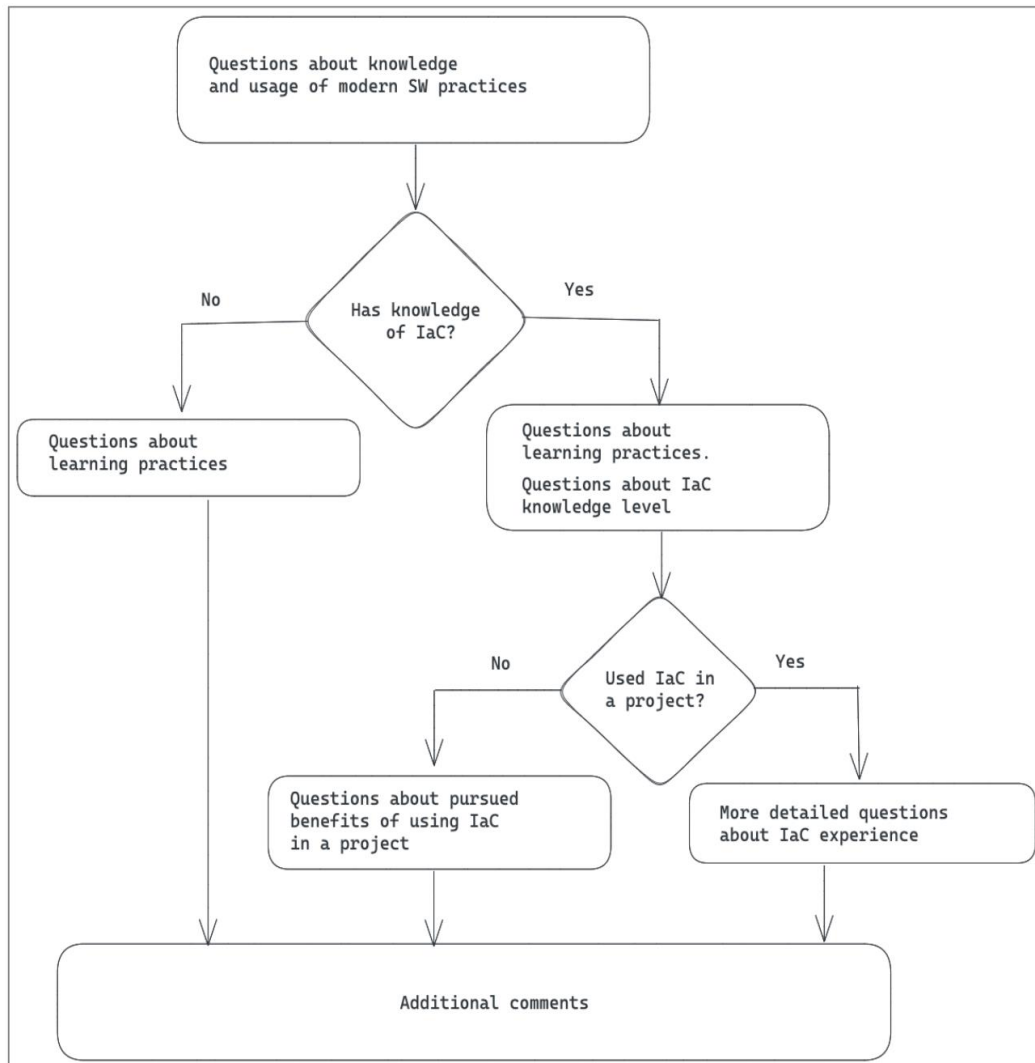 Questions about knowledge
and usage of modern SW practices
Has knowledge
of IaC?
No
Yes
Questions about
learning practices
Questions about
learning practices.
Questions about IaC
knowledge level
Used IaC in
a project?
No
Yes
Questions about pursued
benefits of using IaC
in a project
More detailed questions
about IaC experience
Additional comments